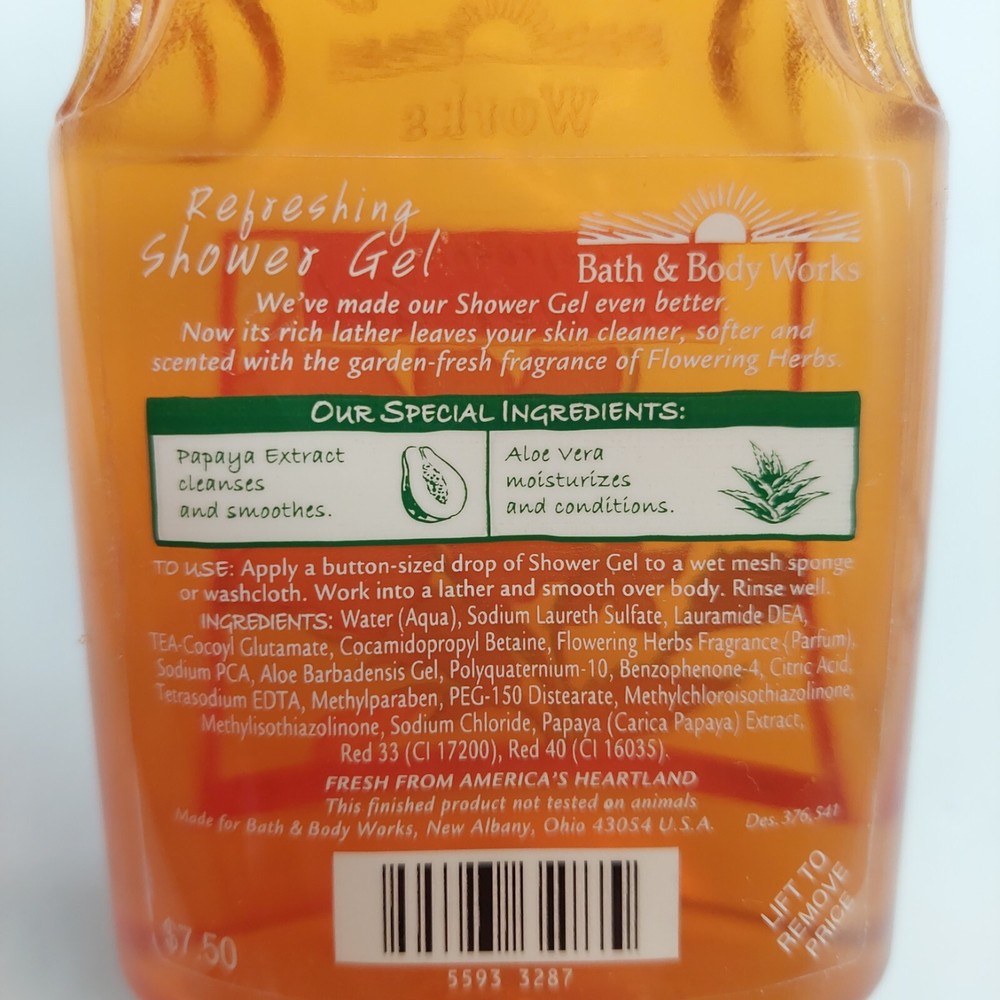 Works
Refreshing
Shower Gel
Bath & Body Works
We've made our Shower Gel even better.
Now its rich lather leaves your skin cleaner, softer and
scented with the garden-fresh fragrance of Flowering Herbs.
OUR SPECIAL INGREDIENTS:
Papaya Extract
cleanses
and smoothes.
Aloe Vera
moisturizes
and conditions.
TO USE: Apply a button-sized drop of Shower Gel to a wet mesh sponge
or washcloth. Work into a lather and smooth over body. Rinse well.
INGREDIENTS: Water (Aqua), Sodium Laureth Sulfate, Lauramide DEA,
TEA-Cocoyl Glutamate, Cocamidopropyl Betaine, Flowering Herbs Fragrance (Parfum),
Sodium PCA, Aloe Barbadensis Gel, Polyquaternium-10, Benzophenone-4, Citric Acid,
Tetrasodium EDTA, Methylparaben, PEG-150 Distearate, Methylchloroisothiazolinone,
Methylisothiazolinone, Sodium Chloride, Papaya (Carica Papaya) Extract,
Red 33 (CI 17200), Red 40 (CI 16035).
FRESH FROM AMERICA'S HEARTLAND
This finished product not tested on animals
Made for Bath & Body Works, New Albany, Ohio 43054 U.S.A.
Des. 376,541
LIFT TO
REMOVE
PRICE
$7.50
5593 3287